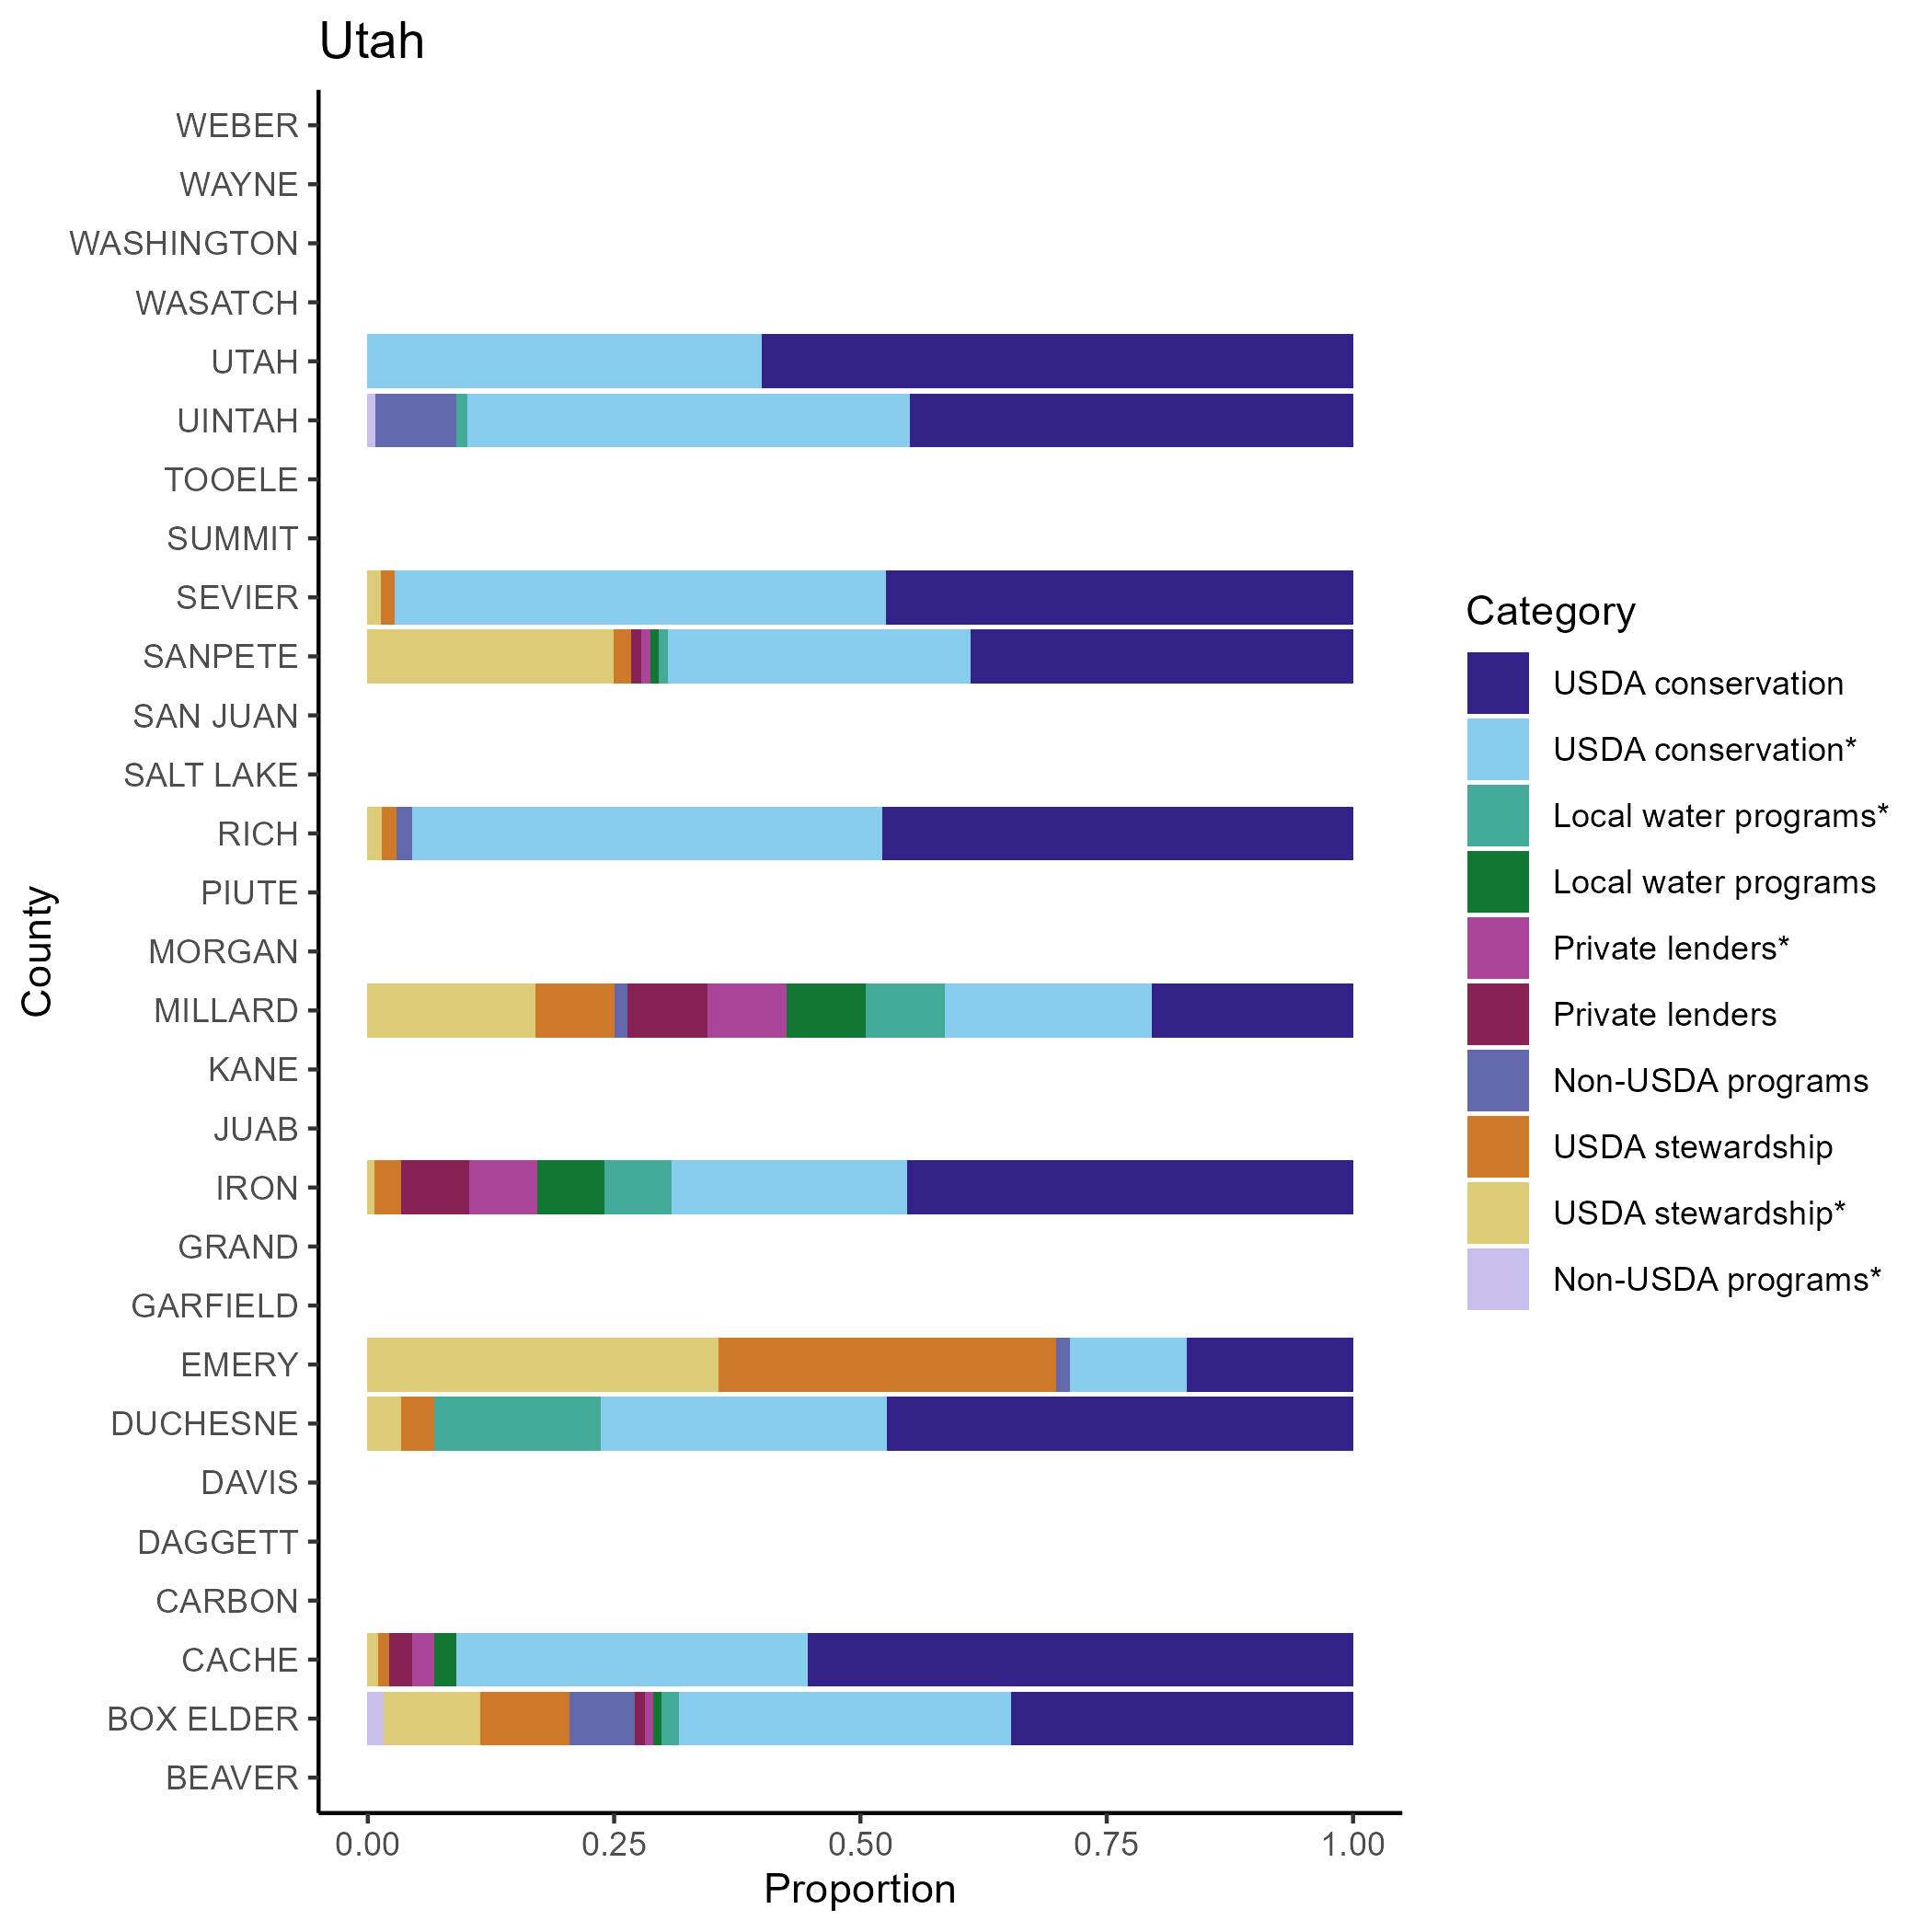 Utah
WEBER
WAYNE
WASHINGTON
WASATCH
UTAH
UINTAH
TOOELE
SUMMIT
SEVIER
SANPETE
SAN JUAN
SALT LAKE
RICH
PIUTE
MORGAN
MILLARD
KANE
JUAB
IRON
GRAND
GARFIELD
EMERY
DUCHESNE
DAVIS
DAGGETT
CARBON
CACHE
BOX ELDER
BEAVER
County
0.00 0.25 0.50 0.75 1.00
Proportion
Category
USDA conservation
USDA conservation*
Local water programs*
Local water programs
Private lenders*
Private lenders
Non-USDA programs
USDA stewardship
USDA stewardship*
Non-USDA programs*